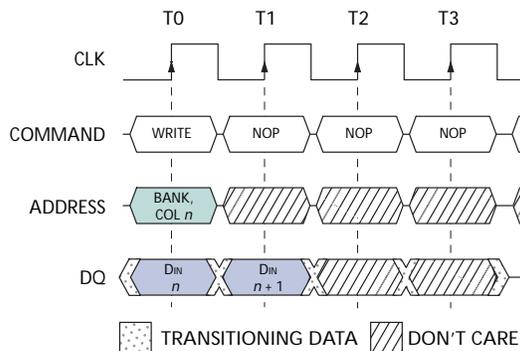 T0 T1 T2 T3
CLK
COMMAND WRITE NOP NOP NOP
ADDRESS BANK,
COL n
DQ DIN
n
DIN
n + 1
TRANSITIONING DATA DON'T CARE